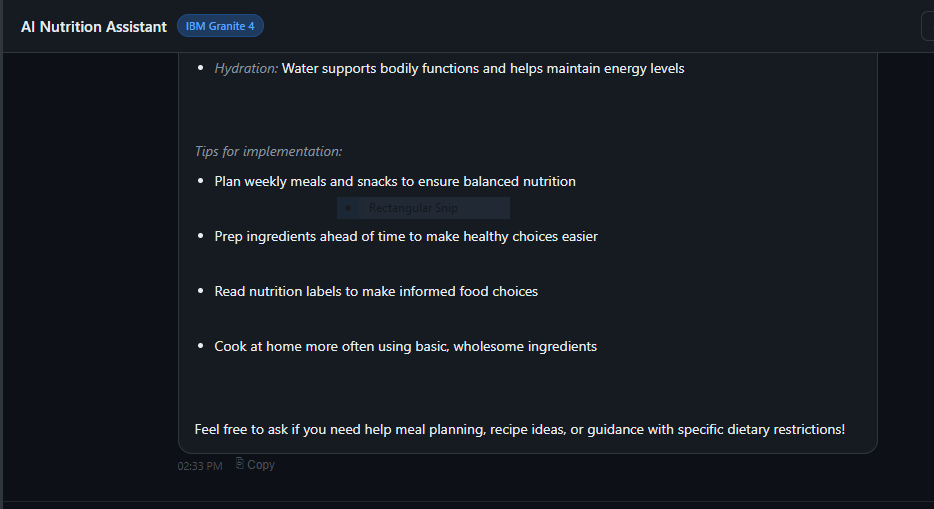 AI Nutrition Assistant IBM Granite 4
• Hydration: Water supports bodily functions and helps maintain energy levels
Tips for implementation:
• Plan weekly meals and snacks to ensure balanced nutrition
Rectangular Snip
• Prep ingredients ahead of time to make healthy choices easier
• Read nutrition labels to make informed food choices
• Cook at home more often using basic, wholesome ingredients
Feel free to ask if you need help meal planning, recipe ideas, or guidance with specific dietary restrictions!
02:33 PM Copy